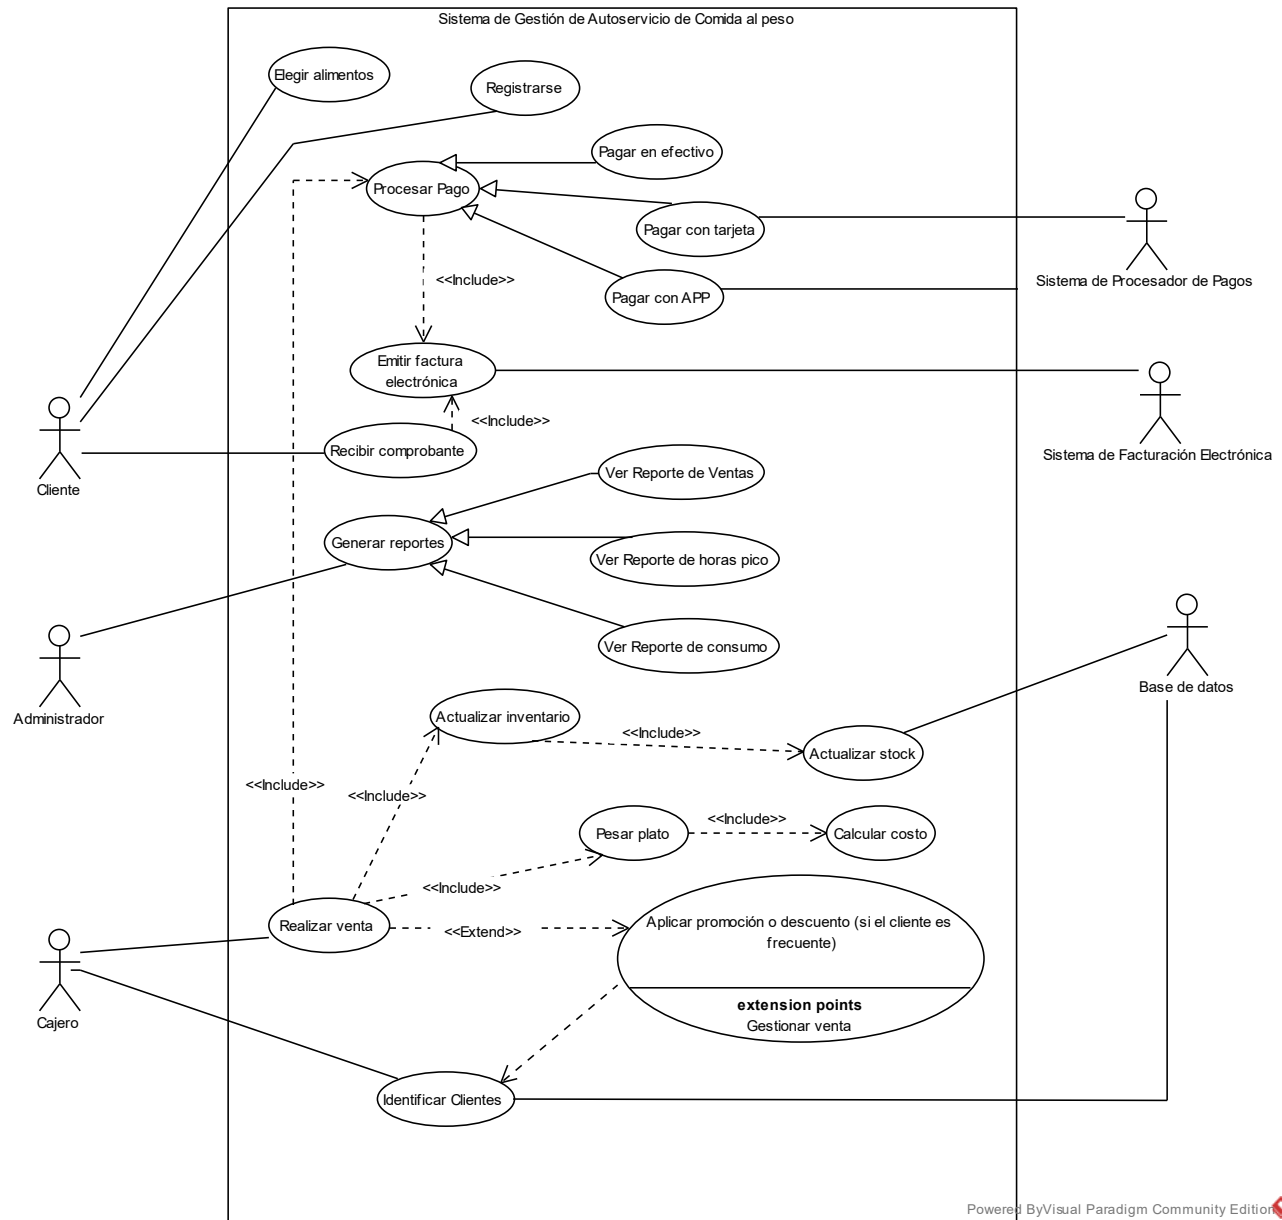 Sistema de Gestión de Autoservicio de Comida al peso
Elegir alimentos
Registrarse
Pagar en efectivo
Procesar Pago
Pagar con tarjeta
Sistema de Procesador de Pagos
<<Include>>
Pagar con APP
Emitir factura
electrónica
<<Include>>
Recibir comprobante
Sistema de Facturación Electrónica
Cliente
Ver Reporte de Ventas
Generar reportes
Ver Reporte de horas pico
Ver Reporte de consumo
Base de datos
Administrador
Actualizar inventario
<<Include>>
Actualizar stock
<<Include>>
<<Include>>
Pesar plato
<<Include>>
Calcular costo
<<Include>>
Realizar venta
<<Extend>>
Aplicar promoción o descuento (si el cliente es
frecuente)
extension points
Gestionar venta
Cajero
Identificar Clientes
Powered ByVisual Paradigm Community Edition